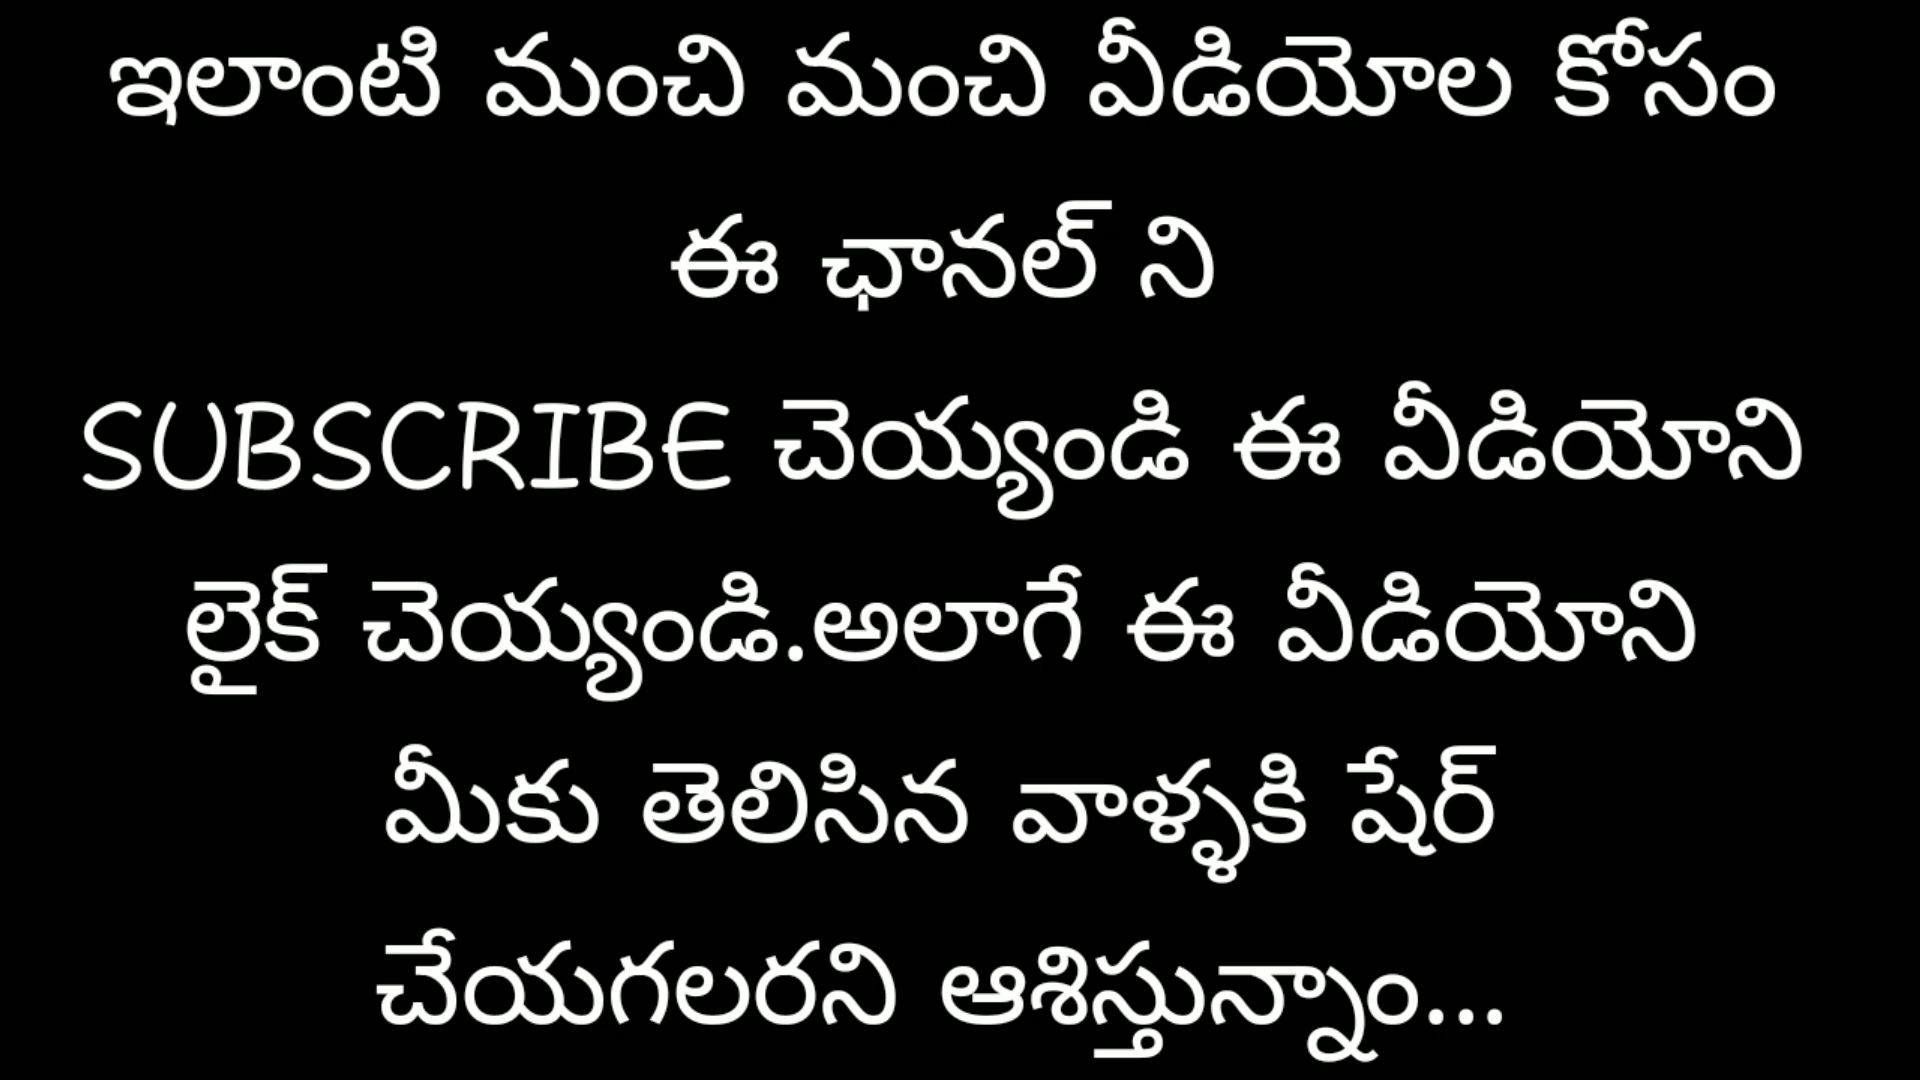 ఇలాంటి మంచి మంచి వీడియోల కోసం
ఈ ఛానల్ ని
SUBSCRIBE చెయ్యండి ఈ వీడియోని
లైక్ చెయ్యండి.అలాగే ఈ వీడియోని
మీకు తెలిసిన వాళ్ళకి షేర్
చేయగలరని ఆశిస్తున్నాం...